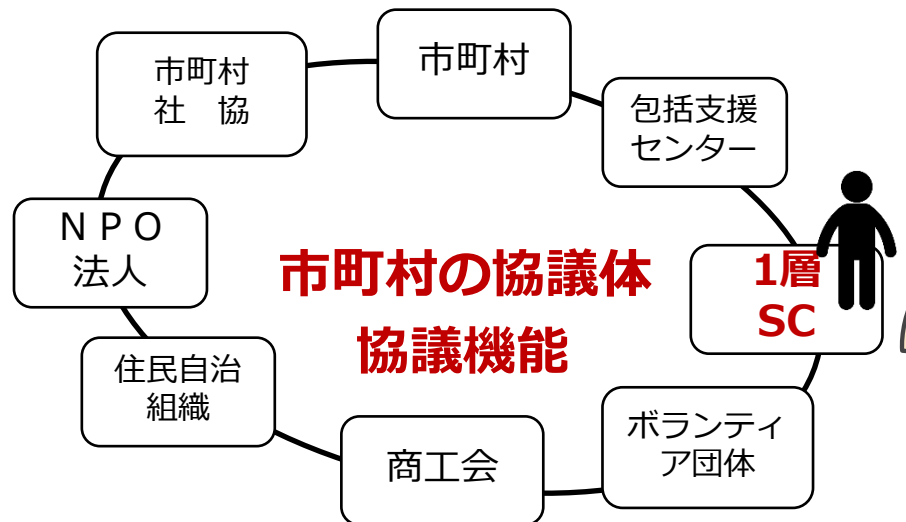 市町村
市町村
社　協
包括支援
センター
ＮＰＯ
法人
1層
SC
市町村の協議体
協議機能
住民自治
組織
ボランティ
ア団体
商工会